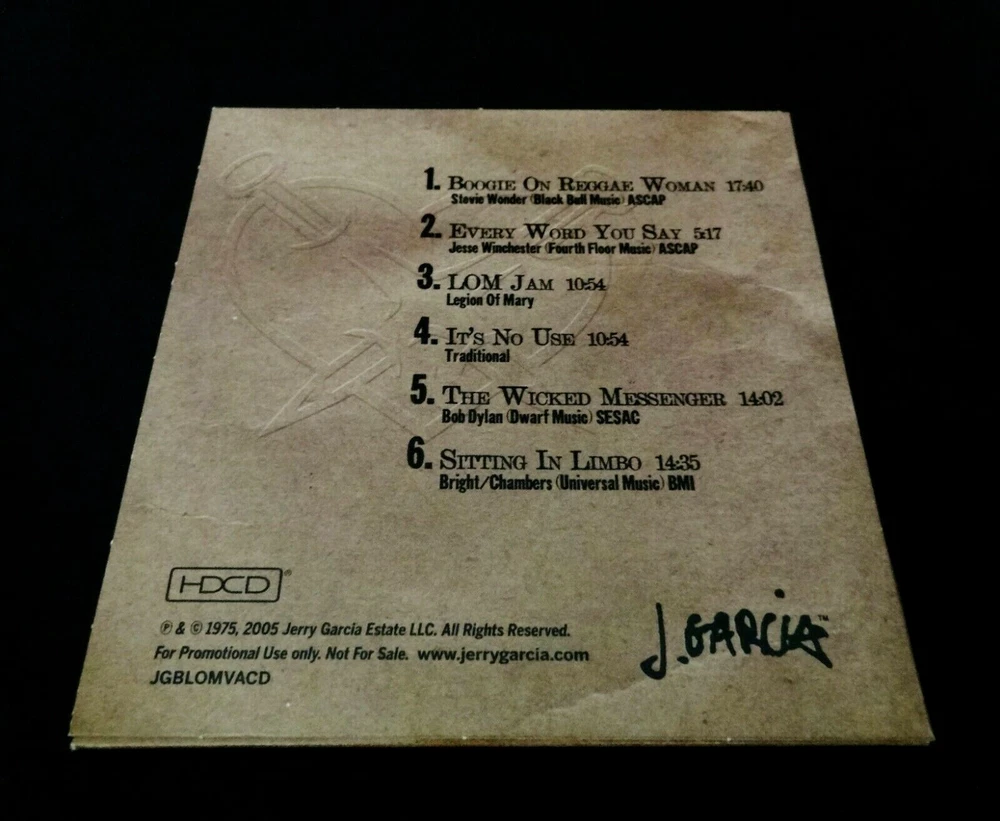 1. BOOGIE ON REGGAE WOMAN 17:40
Stevie Wonder (Black Bull Music) ASCAP
2. EVERY WORD YOU SAY 5:17
Jesse Winchester (Fourth Floor Music) ASCAP
3. LOM JAM 10:54
Legion Of Mary
4. IT'S NO USE 10:54
Traditional
5. THE WICKED MESSENGER 14:02
Bob Dylan (Dwarf Music) SESAC
6. SITTING IN LIMBO 14:35
Bright/Chambers (Universal Music) BMI
HDCD®
℗ & © 1975, 2005 Jerry Garcia Estate LLC. All Rights Reserved.
For Promotional Use only. Not For Sale. www.jerrygarcia.com
JGBLOMVACD
J. GARCIA™